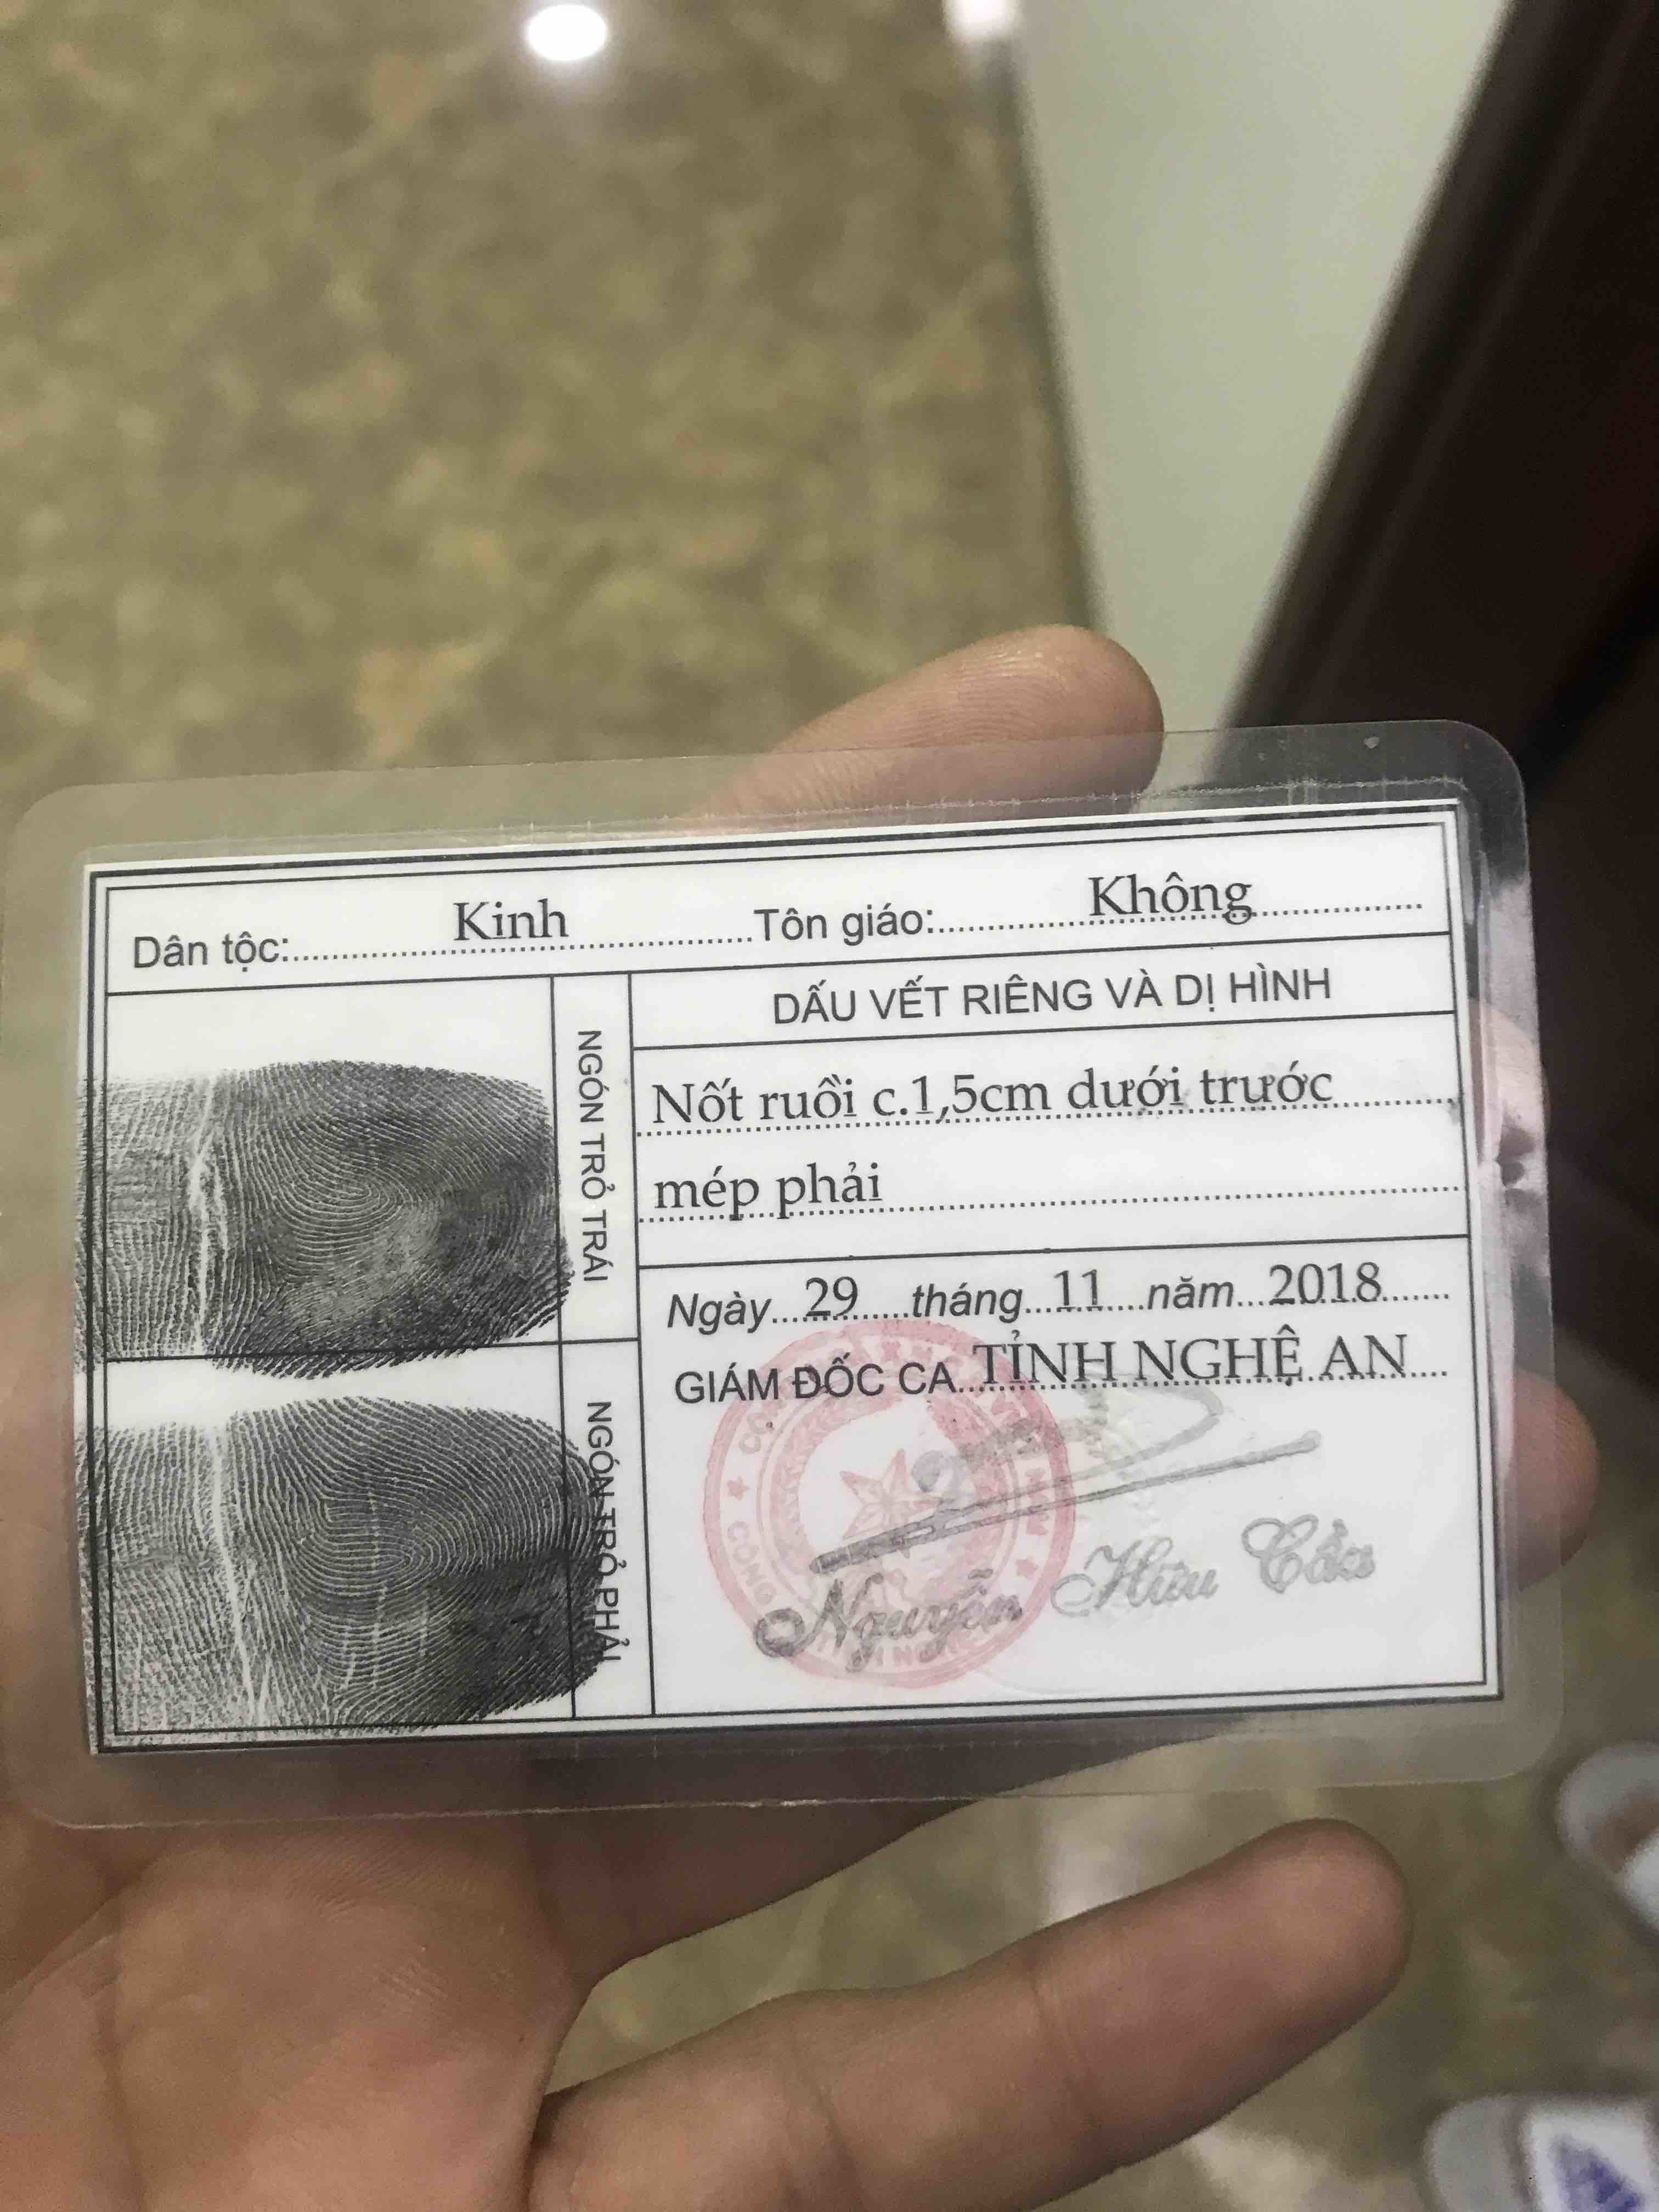 Dân tộc: Kinh Tôn giáo: Không
DẤU VẾT RIÊNG VÀ DỊ HÌNH
Nốt ruồi c.1,5cm dưới trước
mép phải
NGÓN TRỎ TRÁI
Ngày 29 tháng 11 năm 2018
GIÁM ĐỐC CA TỈNH NGHỆ AN
Nguyễn Hữu Cầu
NGÓN TRỎ PHẢI